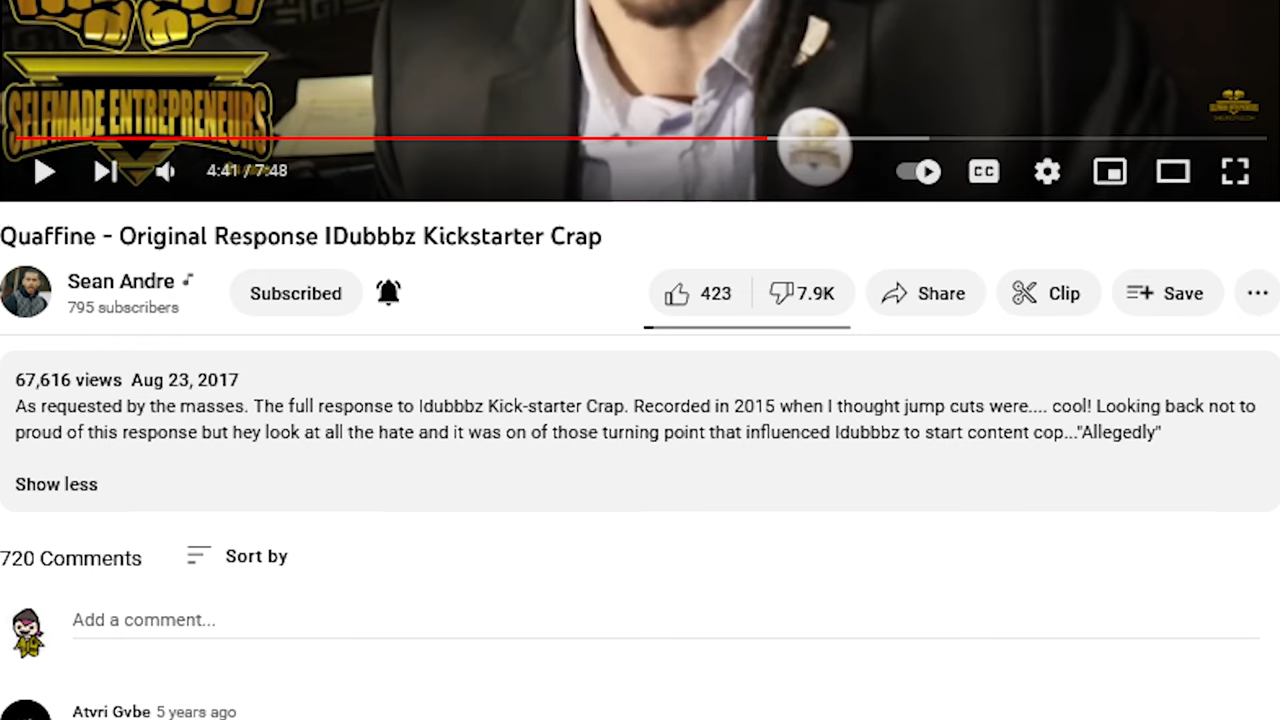 SELFMADE ENTREPRENEURS
4:41 / 7:48
CC
Quaffine - Original Response IDubbbz Kickstarter Crap
Sean Andre
795 subscribers
Subscribed
423
7.9K
Share
Clip
Save
67,616 views Aug 23, 2017
As requested by the masses. The full response to Idubbbz Kick-starter Crap. Recorded in 2015 when I thought jump cuts were.... cool! Looking back not to
proud of this response but hey look at all the hate and it was on of those turning point that influenced Idubbbz to start content cop..."Allegedly"
Show less
720 Comments
Sort by
Add a comment...
Atvri Gvbe 5 years ago